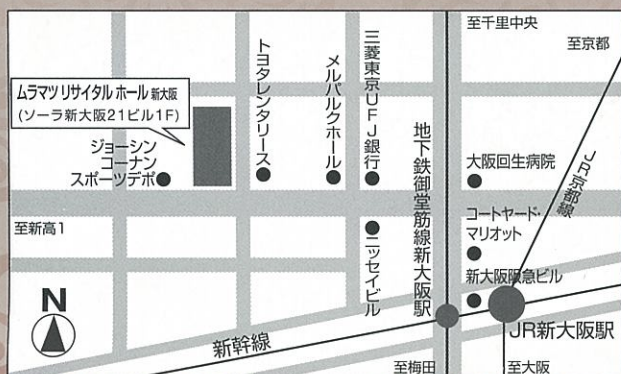 至千里中央
至京都
ムラマツ リサイタル ホール 新大阪
(ソーラ新大阪21ビル1F)
トヨタレンタリース
メルパルクホール
三菱東京UFJ銀行
地下鉄御堂筋線新大阪駅
ジョーシン
コーナン
スポーツデポ
大阪回生病院
JR京都線
至新高1
ニッセイビル
コートヤード・
マリオット
新大阪阪急ビル
N
新幹線
JR新大阪駅
至梅田
至大阪